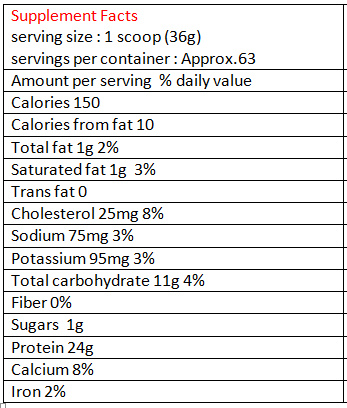 Supplement Facts
serving size : 1 scoop (36g)
servings per container : Approx.63
Amount per serving  % daily value
Calories 150
Calories from fat 10
Total fat 1g 2%
Saturated fat 1g  3%
Trans fat 0
Cholesterol 25mg 8%
Sodium 75mg 3%
Potassium 95mg 3%
Total carbohydrate 11g 4%
Fiber 0%
Sugars  1g
Protein 24g
Calcium 8%
Iron 2%